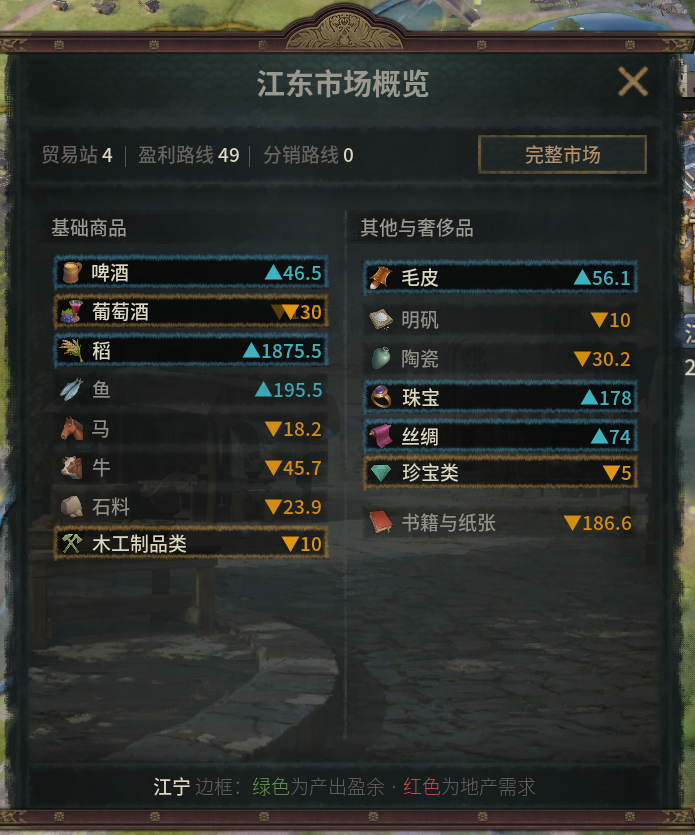 江东市场概览
贸易站 4 盈利路线 49 分销路线 0 完整市场
基础商品
啤酒 ▲46.5
葡萄酒 ▼30
稻 ▲1875.5
鱼 ▲195.5
马 ▼18.2
牛 ▼45.7
石料 ▼23.9
木工制品类 ▼10
其他与奢侈品
毛皮 ▲56.1
明矾 ▼10
陶瓷 ▼30.2
珠宝 ▲178
丝绸 ▲74
珍宝类 ▼5
书籍与纸张 ▼186.6
江宁 边框：绿色为产出盈余 · 红色为地产需求